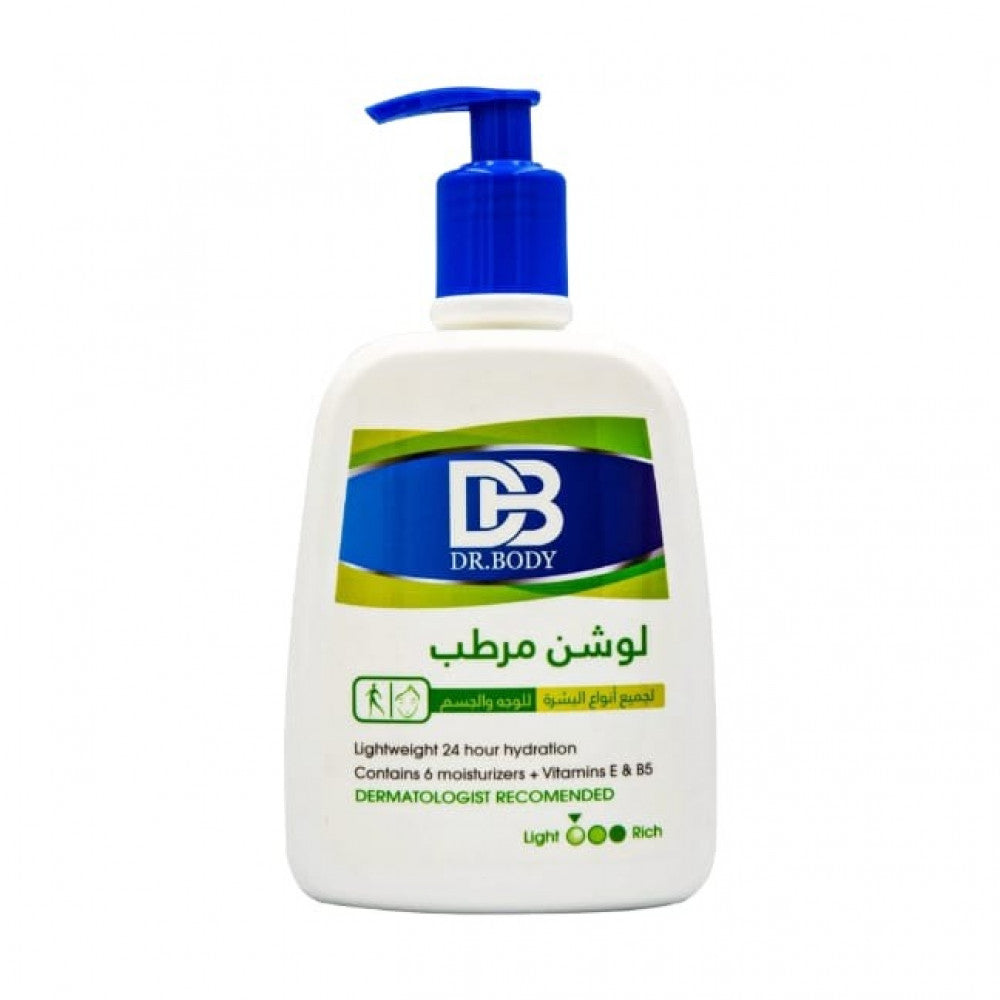 DB
DR.BODY
لوشن مرطب
لجميع أنواع البشرة للوجه والجسم
Lightweight 24 hour hydration
Contains 6 moisturizers + Vitamins E & B5
DERMATOLOGIST RECOMENDED
Light Rich